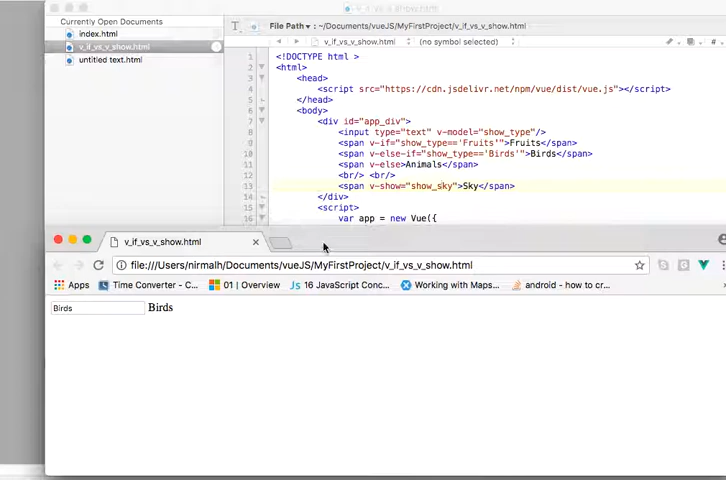 Currently Open Documents
index.html
v_if_vs_v_show.html
untitled text.html
File Path ▾ : ~/Documents/vueJS/MyFirstProject/v_if_vs_v_show.html
v_if_vs_v_show.html (no symbol selected)
1 <!DOCTYPE html >
2 <html>
3 <head>
4 <script src="https://cdn.jsdelivr.net/npm/vue/dist/vue.js"></script>
5 </head>
6 <body>
7 <div id="app_div">
8 <input type="text" v-model="show_type"/>
9 <span v-if="show_type=='Fruits'">Fruits</span>
10 <span v-else-if="show_type=='Birds'">Birds</span>
11 <span v-else>Animals</span>
12 <br/> <br/>
13 <span v-show="show_sky">Sky</span>
14 </div>
15 <script>
16 var app = new Vue({
v_if_vs_v_show.html
file:///Users/nirmalh/Documents/vueJS/MyFirstProject/v_if_vs_v_show.html
Apps Time Converter - C... 01 | Overview Js 16 JavaScript Conc... Working with Maps... android - how to cr...
Birds Birds